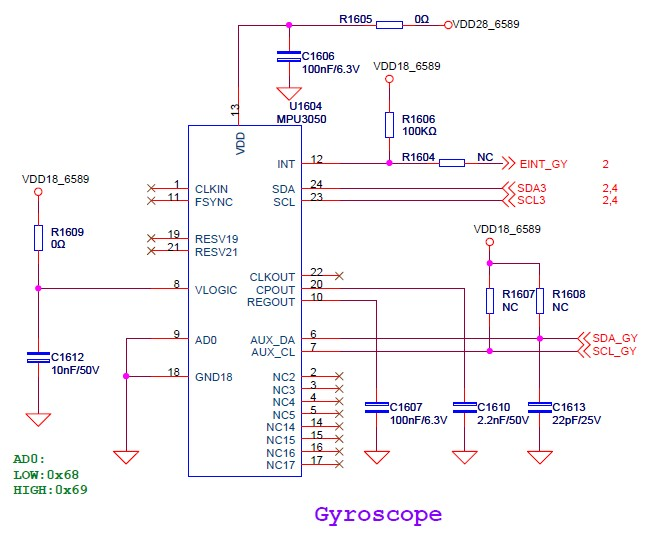 R1605 0Ω
VDD28_6589
C1606
100nF/6.3V
VDD18_6589
13
U1604
MPU3050
VDD
R1606
100KΩ
INT 12
R1604 NC
EINT_GY 2
VDD18_6589
1 CLKIN
11 FSYNC
SDA 24
SCL 23
SDA3 2,4
SCL3 2,4
R1609
0Ω
19 RESV19
21 RESV21
VDD18_6589
CLKOUT 22
CPOUT 20
REGOUT 10
8 VLOGIC
R1607
NC
R1608
NC
9 AD0
AUX_DA 6
AUX_CL 7
SDA_GY
SCL_GY
C1612
10nF/50V
18 GND18
NC2 2
NC3 3
NC4 4
NC5 5
NC14 14
NC15 15
NC16 16
NC17 17
C1607
100nF/6.3V
C1610
2.2nF/50V
C1613
22pF/25V
AD0:
LOW:0x68
HIGH:0x69
Gyroscope